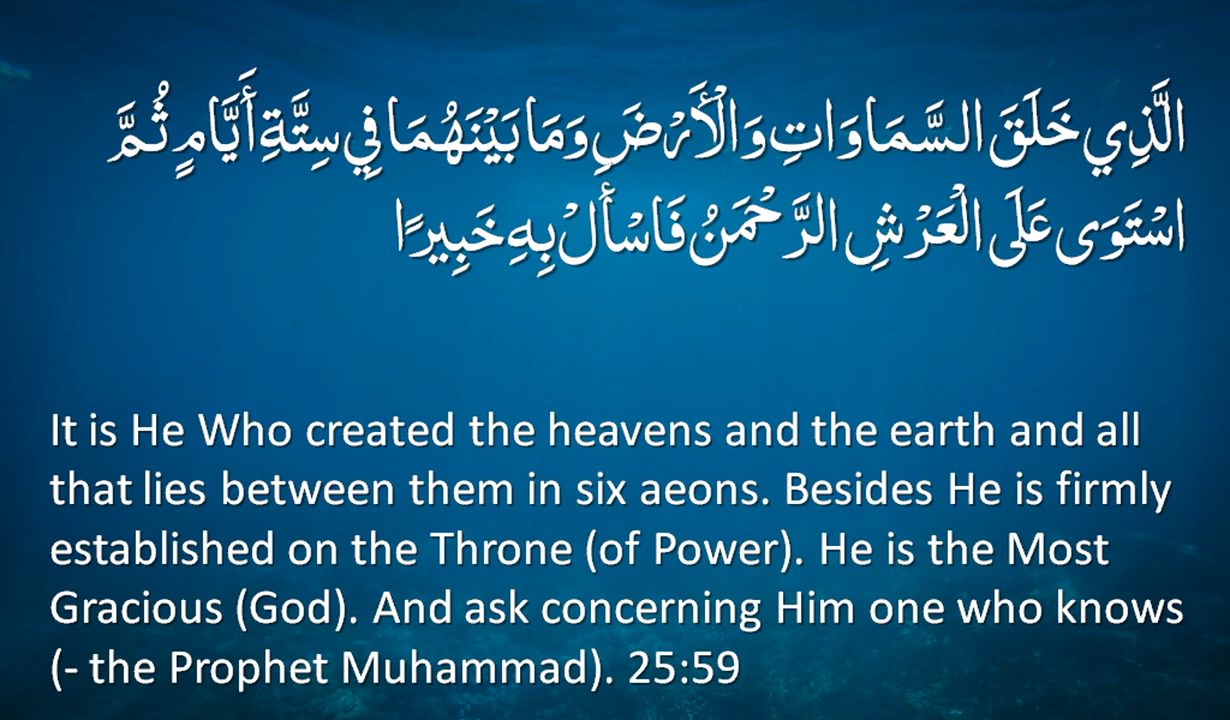 الَّذِي خَلَقَ السَّمَاوَاتِ وَالْأَرْضَ وَمَا بَيْنَهُمَا فِي سِتَّةِ أَيَّامٍ ثُمَّ
اسْتَوَى عَلَى الْعَرْشِ الرَّحْمَنُ فَاسْأَلْ بِهِ خَبِيرًا
It is He Who created the heavens and the earth and all
that lies between them in six aeons. Besides He is firmly
established on the Throne (of Power). He is the Most
Gracious (God). And ask concerning Him one who knows
(- the Prophet Muhammad). 25:59